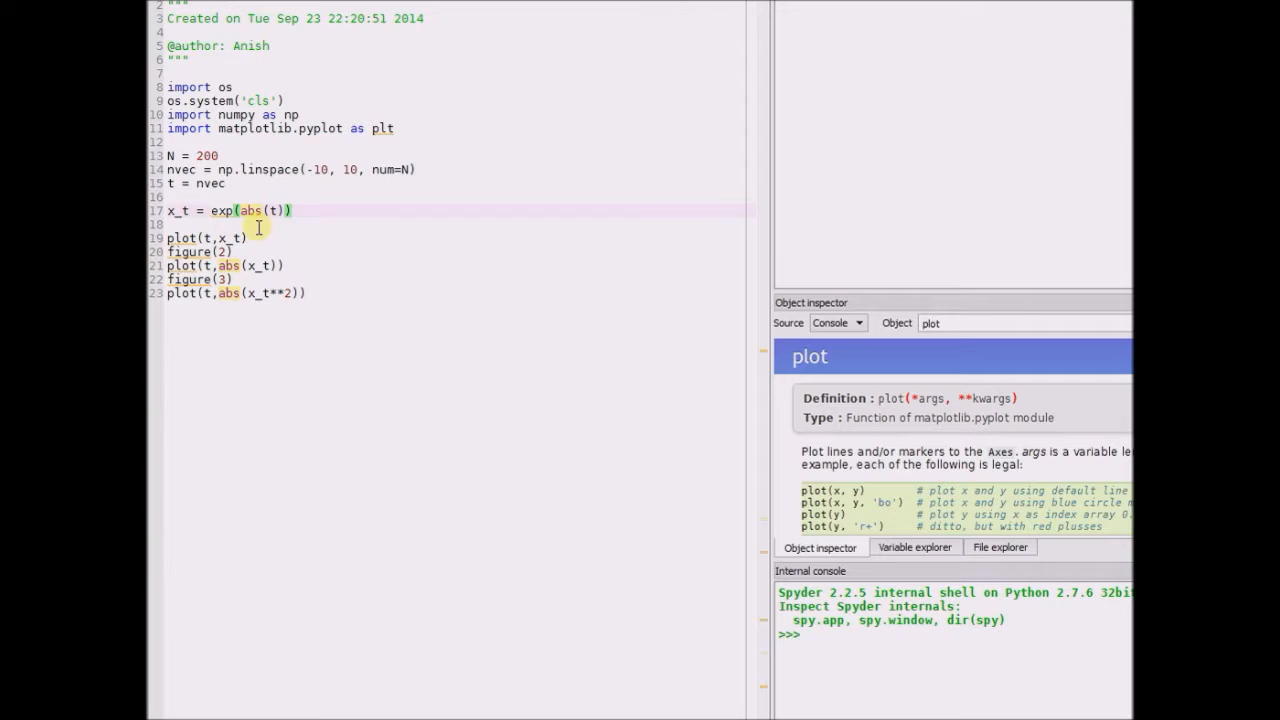 2 """
3 Created on Tue Sep 23 22:20:51 2014
4
5 @author: Anish
6 """
7
8 import os
9 os.system('cls')
10 import numpy as np
11 import matplotlib.pyplot as plt
12
13 N = 200
14 nvec = np.linspace(-10, 10, num=N)
15 t = nvec
16
17 x_t = exp(abs(t))
18
19 plot(t,x_t)
20 figure(2)
21 plot(t,abs(x_t))
22 figure(3)
23 plot(t,abs(x_t**2))
Object inspector
Source Console Object plot
plot
Definition : plot(*args, **kwargs)
Type : Function of matplotlib.pyplot module
Plot lines and/or markers to the Axes. args is a variable le
example, each of the following is legal:
plot(x, y) # plot x and y using default line
plot(x, y, 'bo') # plot x and y using blue circle
plot(y) # plot y using x as index array 0.
plot(y, 'r+') # ditto, but with red plusses
Object inspector Variable explorer File explorer
Internal console
Spyder 2.2.5 internal shell on Python 2.7.6 32bit
Inspect Spyder internals:
spy.app, spy.window, dir(spy)
>>>